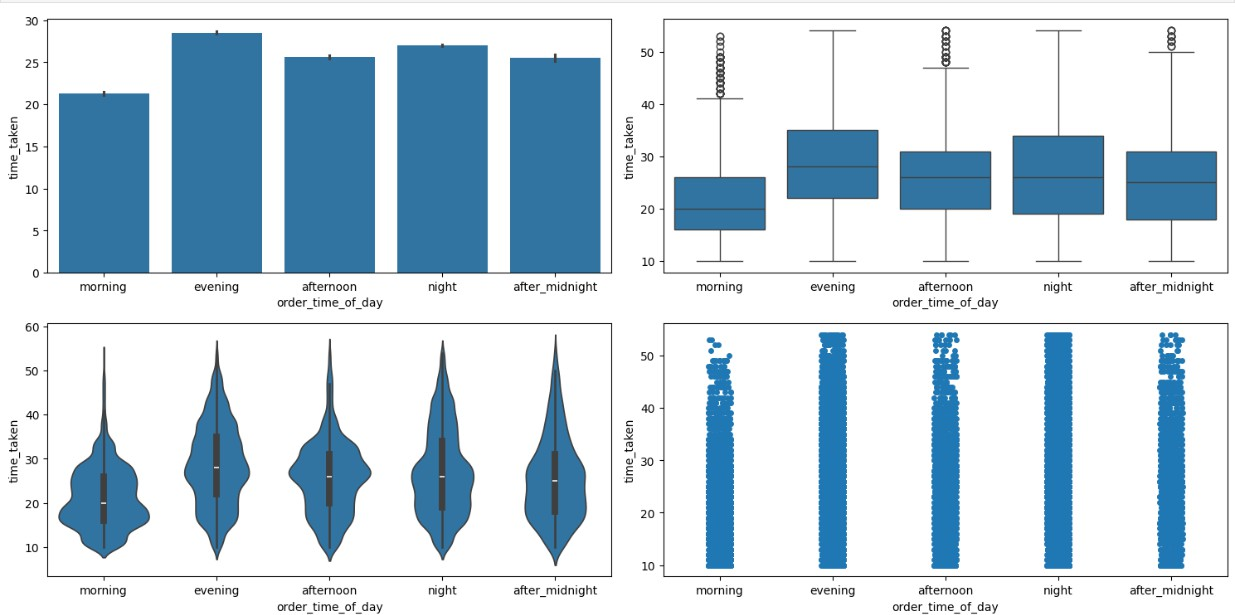 30
25
20
15
10
5
0
time_taken
morning evening afternoon night after_midnight
order_time_of_day
50
40
30
20
10
time_taken
morning evening afternoon night after_midnight
order_time_of_day
60
50
40
30
20
10
time_taken
morning evening afternoon night after_midnight
order_time_of_day
50
40
30
20
10
time_taken
morning evening afternoon night after_midnight
order_time_of_day